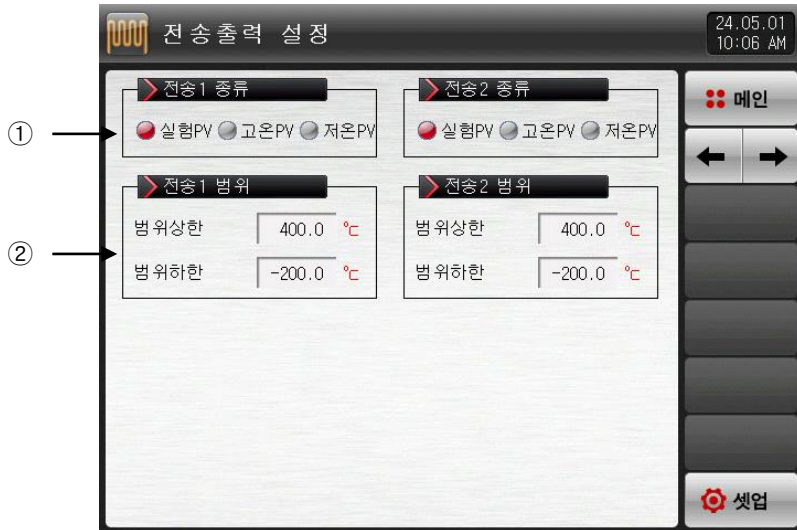 전송출력 설정
24.05.01
10:06 AM
전송1 종류
전송2 종류
메인
① 실험PV 고온PV 저온PV
실험PV 고온PV 저온PV
전송1 범위
전송2 범위
② 범위상한 400.0 ℃
범위상한 400.0 ℃
범위하한 -200.0 ℃
범위하한 -200.0 ℃
셋업